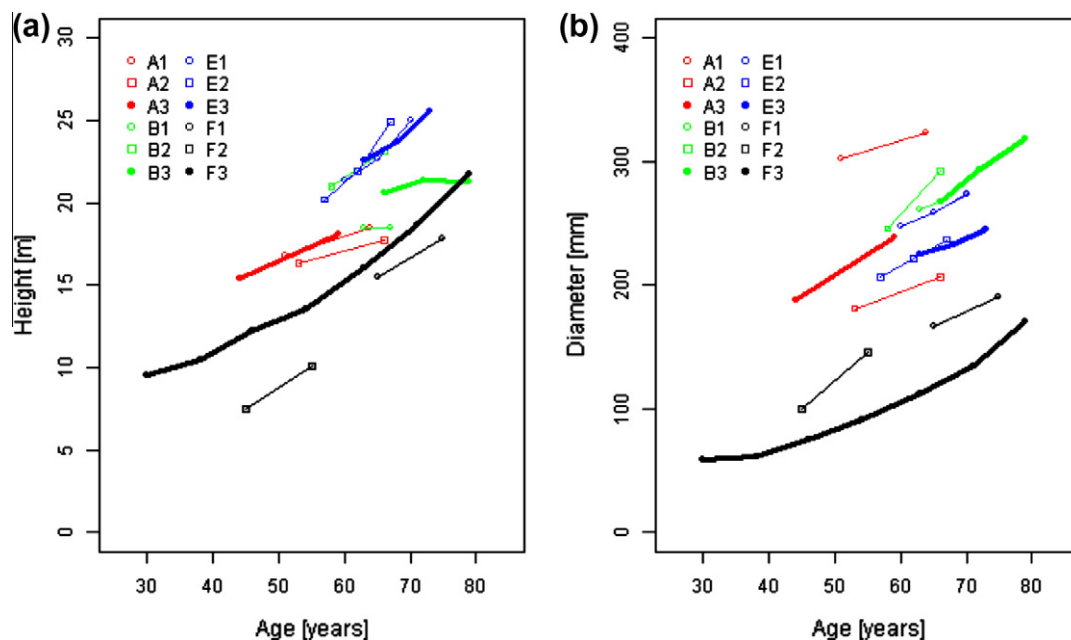 (a)
Height [m]
30
25
20
15
10
5
0
A1 E1
A2 E2
A3 E3
B1 F1
B2 F2
B3 F3
30 40 50 60 70 80
Age [years]
(b)
Diameter [mm]
400
300
200
100
0
A1 E1
A2 E2
A3 E3
B1 F1
B2 F2
B3 F3
30 40 50 60 70 80
Age [years]